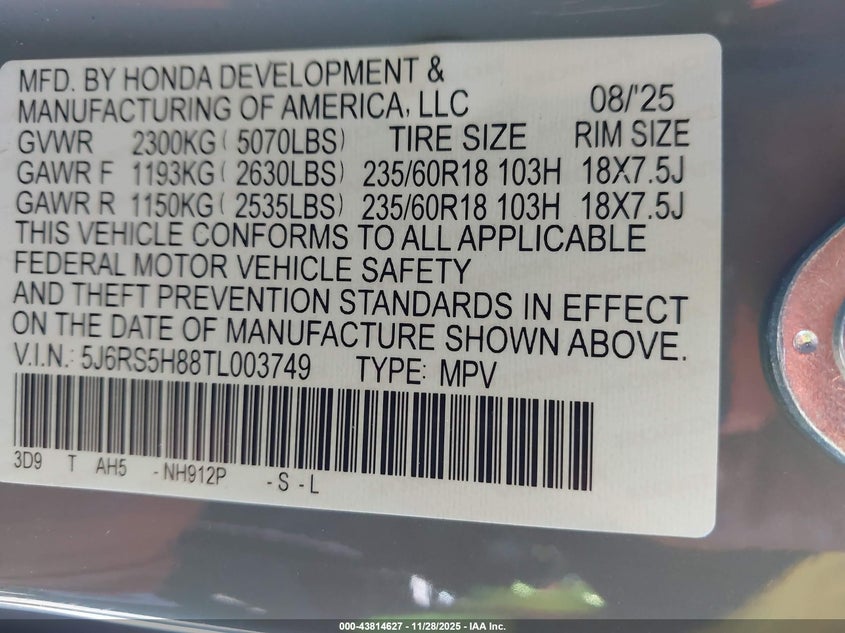 MFD. BY HONDA DEVELOPMENT &
MANUFACTURING OF AMERICA, LLC 08/'25
GVWR 2300KG ( 5070LBS) TIRE SIZE RIM SIZE
GAWR F 1193KG ( 2630LBS) 235/60R18 103H 18X7.5J
GAWR R 1150KG ( 2535LBS) 235/60R18 103H 18X7.5J
THIS VEHICLE CONFORMS TO ALL APPLICABLE
FEDERAL MOTOR VEHICLE SAFETY
AND THEFT PREVENTION STANDARDS IN EFFECT
ON THE DATE OF MANUFACTURE SHOWN ABOVE.
V.I.N.: 5J6RS5H88TL003749 TYPE: MPV
3D9 T AH5 -NH912P -S -L
000-43814627 | 11/28/2025 | IAA Inc.